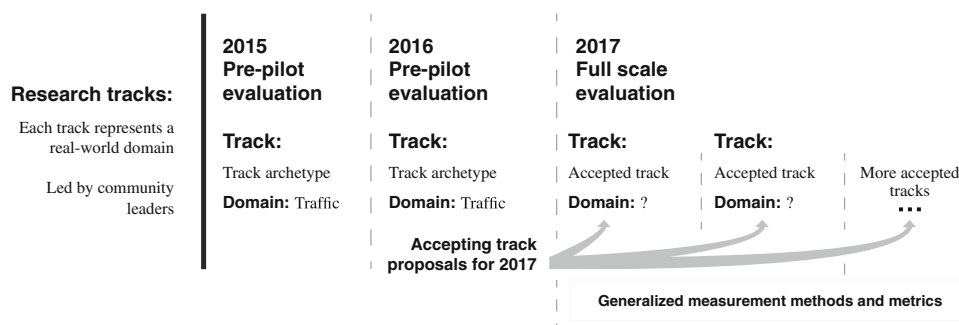 Research tracks:
Each track represents a
real-world domain
Led by community
leaders
2015
Pre-pilot
evaluation
Track:
Track archetype
Domain: Traffic
2016
Pre-pilot
evaluation
Track:
Track archetype
Domain: Traffic
Accepting track
proposals for 2017
2017
Full scale
evaluation
Track:
Accepted track
Domain: ?
Track:
Accepted track
Domain: ?
More accepted
tracks
...
Generalized measurement methods and metrics